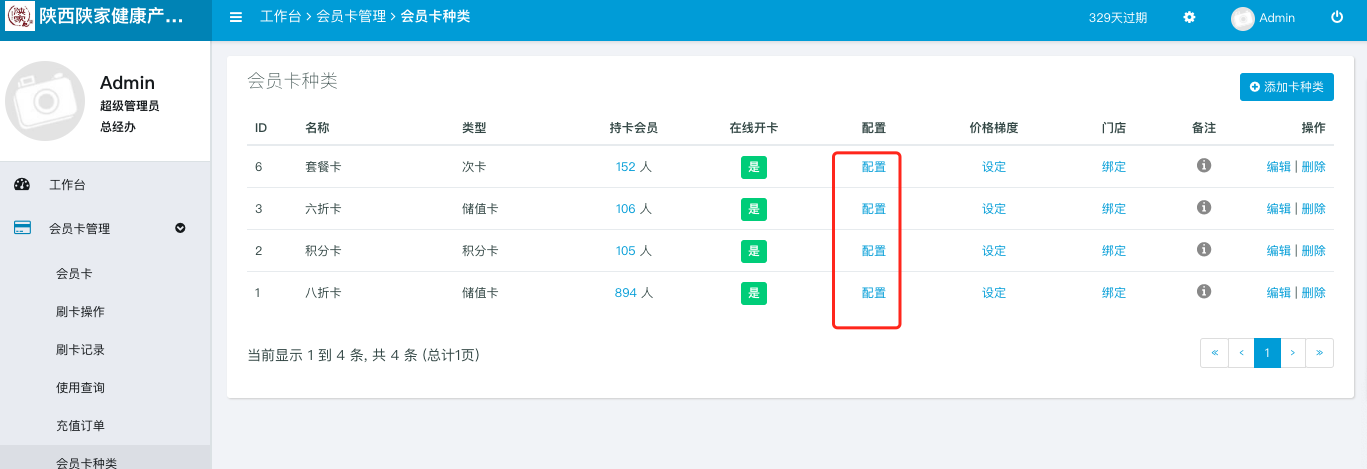 陕西陕家健康产...
工作台 > 会员卡管理 > 会员卡种类
329天过期
Admin
Admin
超级管理员
总经办
工作台
会员卡管理
会员卡
刷卡操作
刷卡记录
使用查询
充值订单
会员卡种类
会员卡种类
添加卡种类
ID 名称 类型 持卡会员 在线开卡 配置 价格梯度 门店 备注 操作
6 套餐卡 次卡 152 人 是 配置 设定 绑定 编辑 | 删除
3 六折卡 储值卡 106 人 是 配置 设定 绑定 编辑 | 删除
2 积分卡 积分卡 105 人 是 配置 设定 绑定 编辑 | 删除
1 八折卡 储值卡 894 人 是 配置 设定 绑定 编辑 | 删除
当前显示 1 到 4 条, 共 4 条 (总计1页)
« ‹ 1 › »